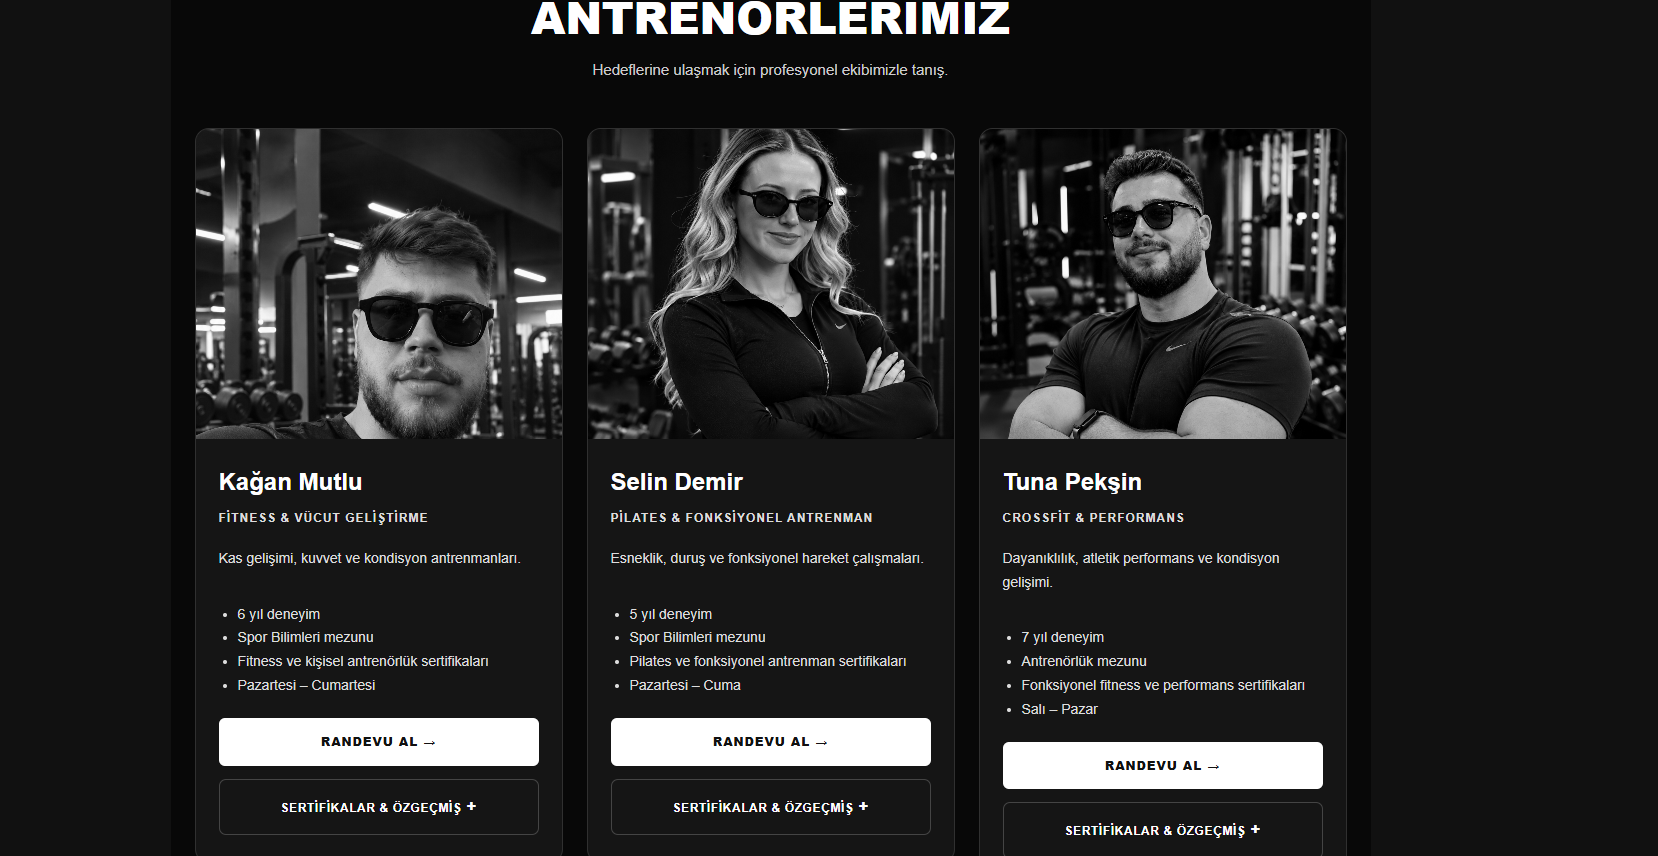 ANTRENÖRLERİMİZ
Hedeflerine ulaşmak için profesyonel ekibimizle tanış.
Kağan Mutlu
FİTNESS & VÜCUT GELİŞTİRME
Kas gelişimi, kuvvet ve kondisyon antrenmanları.
• 6 yıl deneyim
• Spor Bilimleri mezunu
• Fitness ve kişisel antrenörlük sertifikaları
• Pazartesi – Cumartesi
RANDEVU AL →
SERTİFİKALAR & ÖZGEÇMİŞ +
Selin Demir
PİLATES & FONKSİYONEL ANTRENMAN
Esneklik, duruş ve fonksiyonel hareket çalışmaları.
• 5 yıl deneyim
• Spor Bilimleri mezunu
• Pilates ve fonksiyonel antrenman sertifikaları
• Pazartesi – Cuma
RANDEVU AL →
SERTİFİKALAR & ÖZGEÇMİŞ +
Tuna Pekşin
CROSSFİT & PERFORMANS
Dayanıklılık, atletik performans ve kondisyon
gelişimi.
• 7 yıl deneyim
• Antrenörlük mezunu
• Fonksiyonel fitness ve performans sertifikaları
• Salı – Pazar
RANDEVU AL →
SERTİFİKALAR & ÖZGEÇMİŞ +